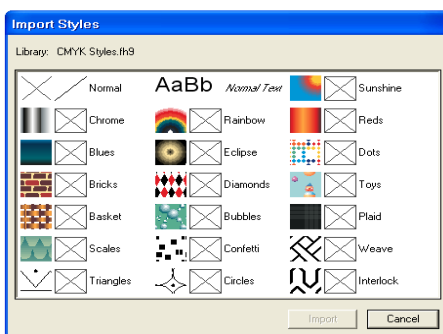 Import Styles
Library: CMYK Styles.fh9
Normal AaBb Normal Text Sunshine
Chrome Rainbow Reds
Blues Eclipse Dots
Bricks Diamonds Toys
Basket Bubbles Plaid
Scales Confetti Weave
Triangles Circles Interlock
Import Cancel